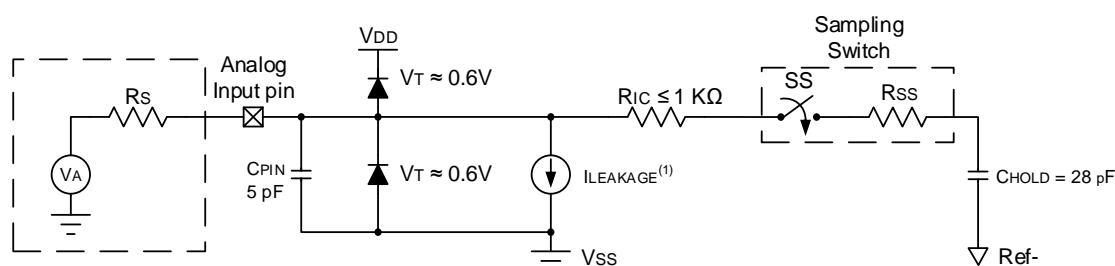 Sampling
Switch
VDD
Analog
Input pin
VT ≈ 0.6V
SS
RSS
RS
RIC ≤ 1 KΩ
VA
CPIN
5 pF
VT ≈ 0.6V
ILEAKAGE(1)
CHOLD = 28 pF
VSS
Ref-